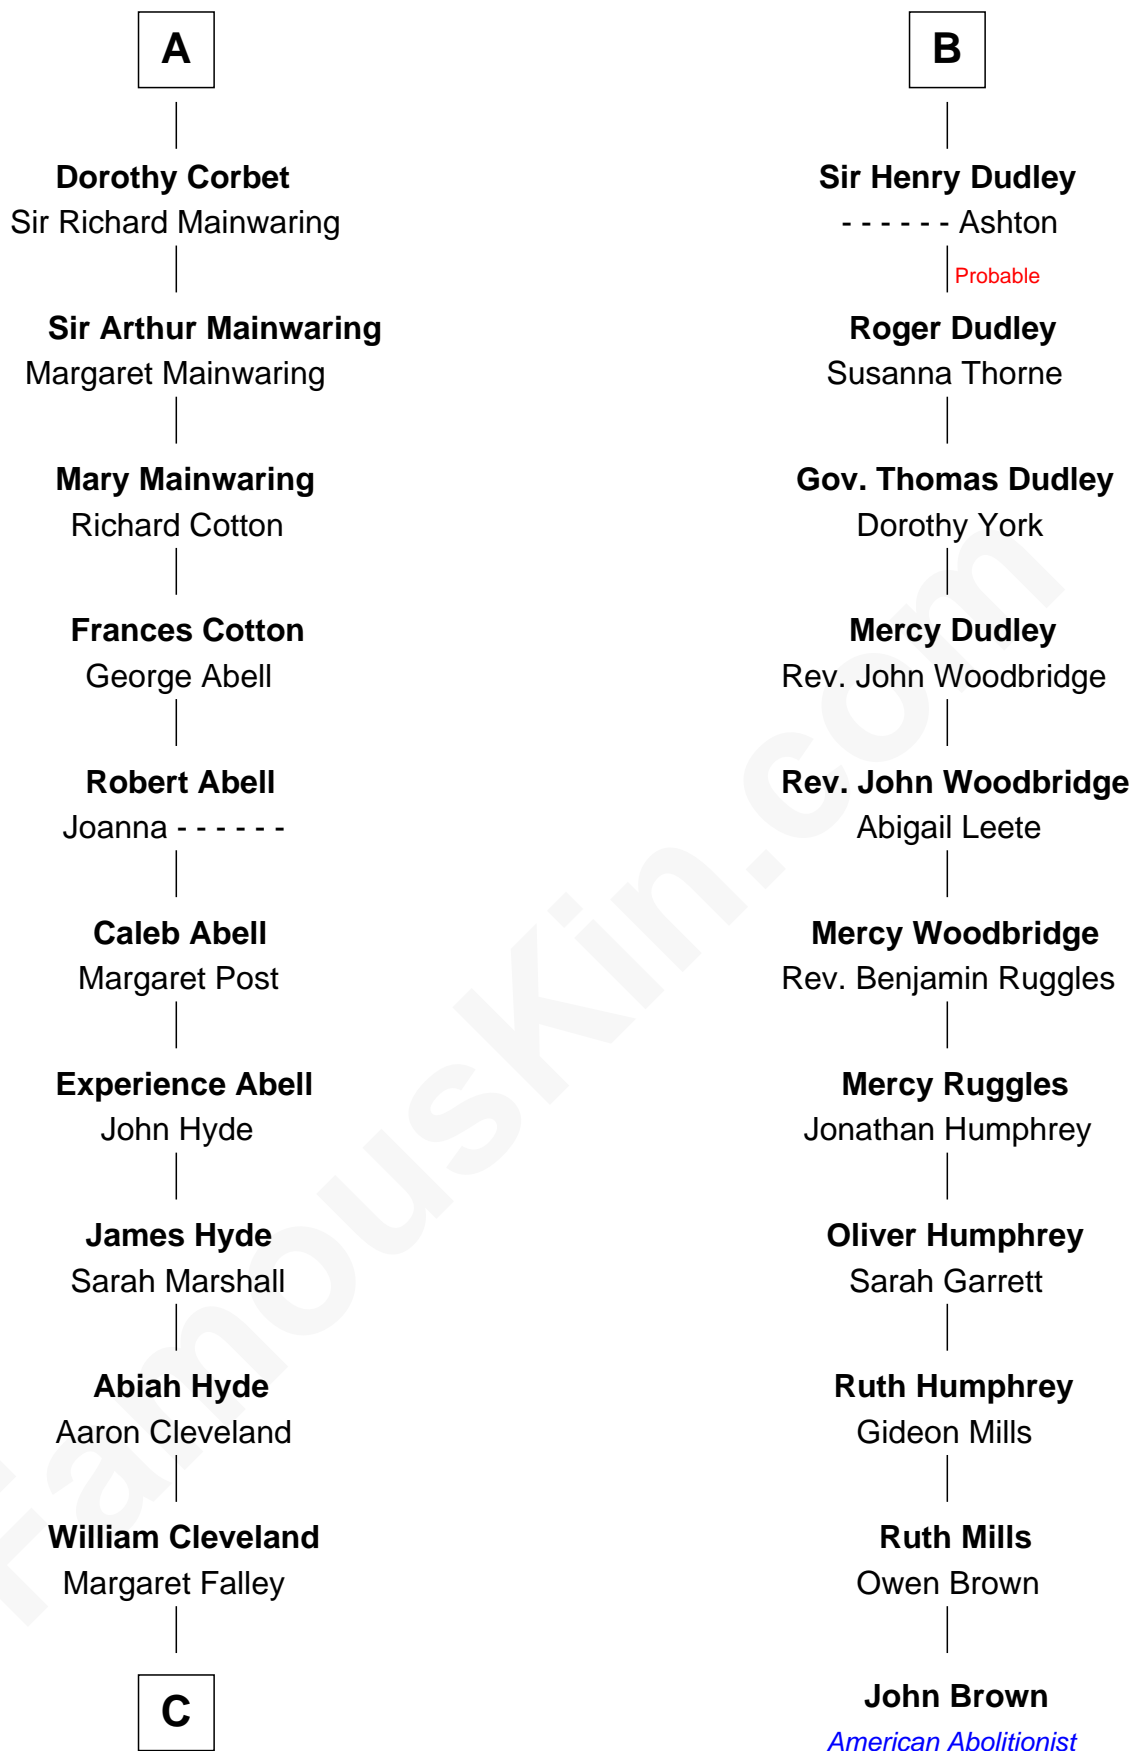 A
Dorothy Corbet
Sir Richard Mainwaring
Sir Arthur Mainwaring
Margaret Mainwaring
Mary Mainwaring
Richard Cotton
Frances Cotton
George Abell
Robert Abell
Joanna - - - - - -
Caleb Abell
Margaret Post
Experience Abell
John Hyde
James Hyde
Sarah Marshall
Abiah Hyde
Aaron Cleveland
William Cleveland
Margaret Falley
C
B
Sir Henry Dudley
- - - - - - Ashton
Probable
Roger Dudley
Susanna Thorne
Gov. Thomas Dudley
Dorothy York
Mercy Dudley
Rev. John Woodbridge
Rev. John Woodbridge
Abigail Leete
Mercy Woodbridge
Rev. Benjamin Ruggles
Mercy Ruggles
Jonathan Humphrey
Oliver Humphrey
Sarah Garrett
Ruth Humphrey
Gideon Mills
Ruth Mills
Owen Brown
John Brown
American Abolitionist
FamousKin.com